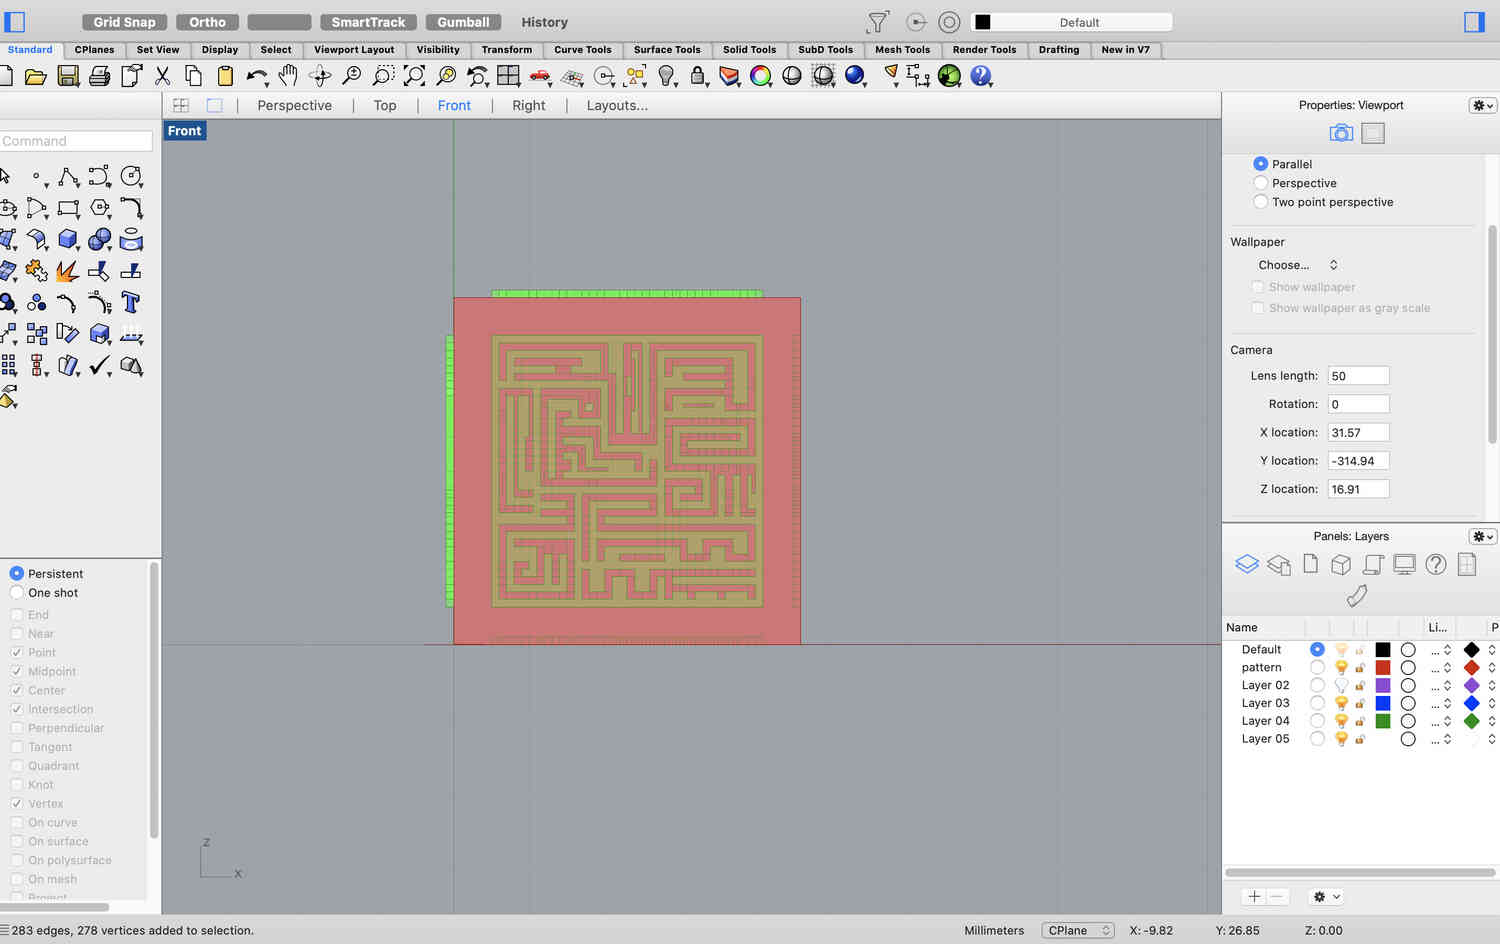 Grid Snap Ortho SmartTrack Gumball History Default
Standard CPlanes Set View Display Select Viewport Layout Visibility Transform Curve Tools Surface Tools Solid Tools SubD Tools Mesh Tools Render Tools Drafting New in V7
Perspective Top Front Right Layouts...
Front
Command
Persistent
One shot
End
Near
Point
Midpoint
Center
Intersection
Perpendicular
Tangent
Quadrant
Knot
Vertex
On curve
On surface
On polysurface
On mesh
Project
z
x
Properties: Viewport
Parallel
Perspective
Two point perspective
Wallpaper
Choose...
Show wallpaper
Show wallpaper as gray scale
Camera
Lens length: 50
Rotation: 0
X location: 31.57
Y location: -314.94
Z location: 16.91
Panels: Layers
Name Li... P
Default ...
pattern ...
Layer 02 ...
Layer 03 ...
Layer 04 ...
Layer 05 ...
283 edges, 278 vertices added to selection. Millimeters CPlane X: -9.82 Y: 26.85 Z: 0.00